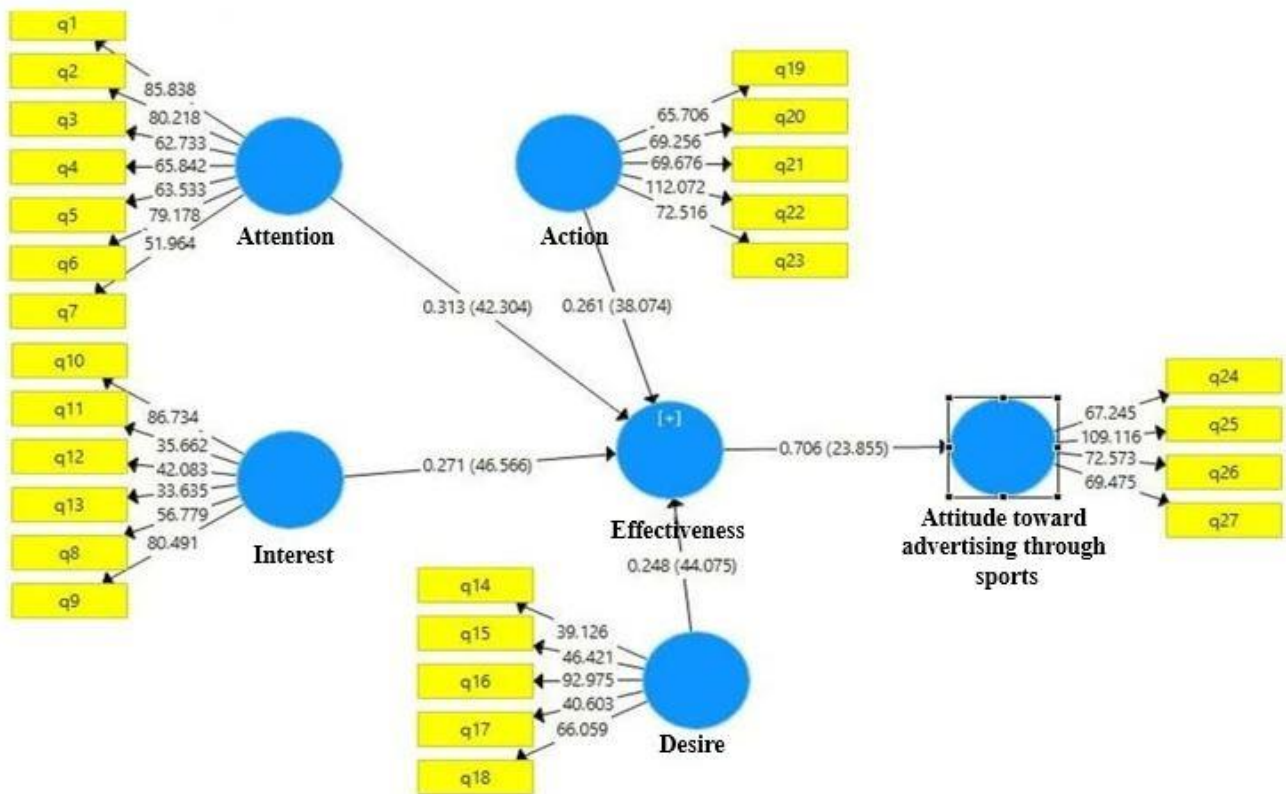 q1
q2
q3
q4
q5
q6
q7
85.838
80.218
62.733
65.842
63.533
79.178
51.964
Attention
q19
q20
q21
q22
q23
65.706
69.256
69.676
112.072
72.516
Action
0.313 (42.304)
0.261 (38.074)
q10
q11
q12
q13
q8
q9
86.734
35.662
42.083
33.635
56.779
80.491
Interest
0.271 (46.566)
[+]
Effectiveness
0.706 (23.855)
q24
q25
q26
q27
67.245
109.116
72.573
69.475
Attitude toward
advertising through
sports
0.248 (44.075)
q14
q15
q16
q17
q18
39.126
46.421
92.975
40.603
66.059
Desire